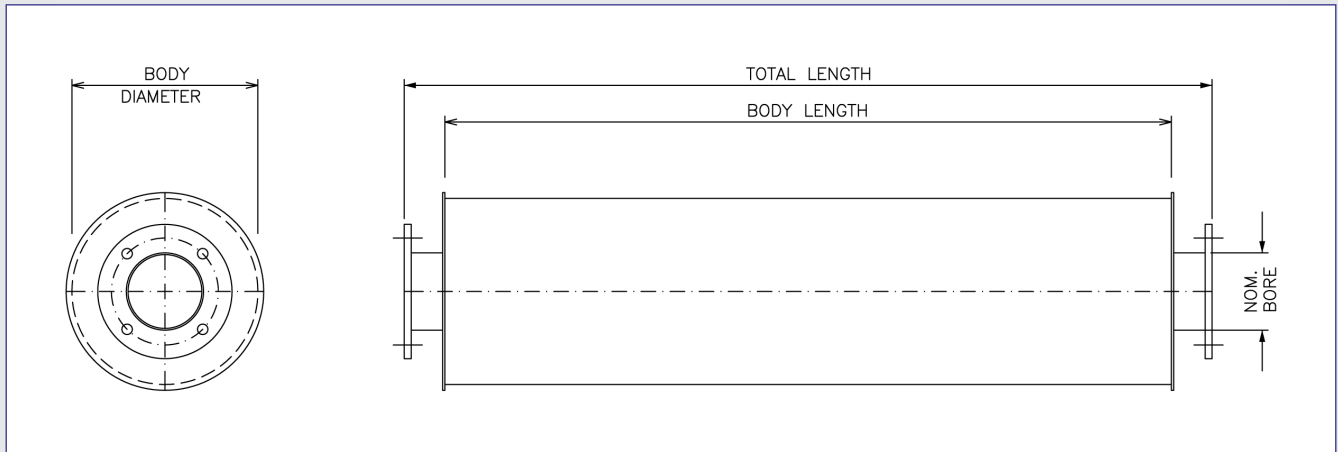 BODY
DIAMETER
TOTAL LENGTH
BODY LENGTH
NOM.
BORE